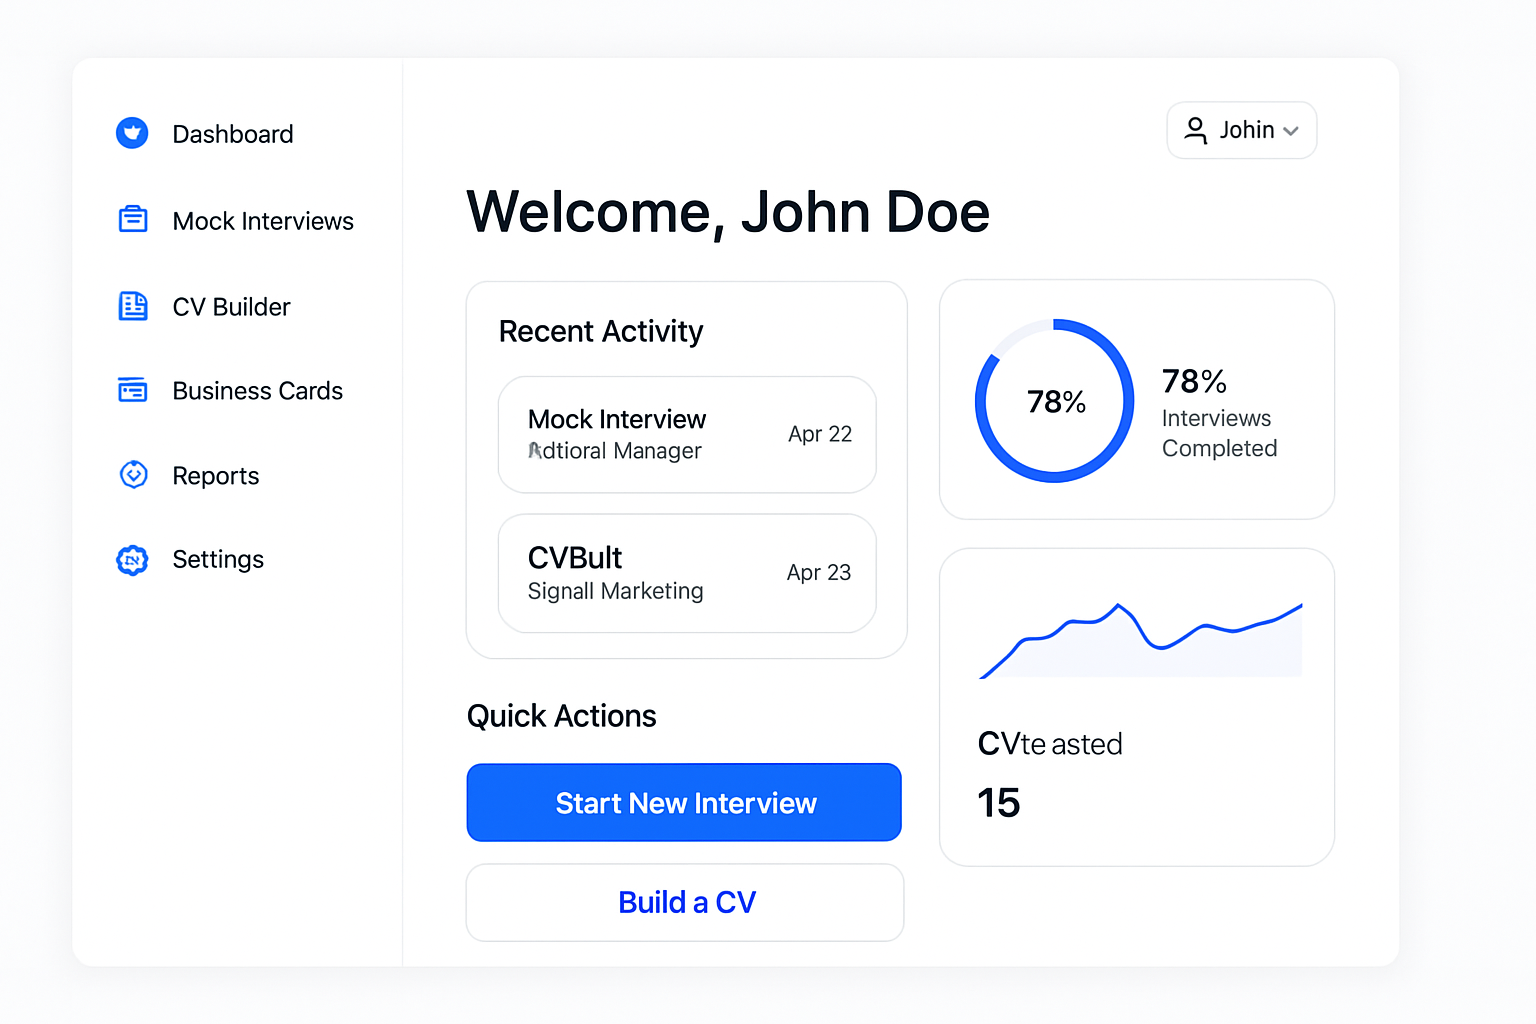 Dashboard
Mock Interviews
CV Builder
Business Cards
Reports
Settings
Johin
Welcome, John Doe
Recent Activity
Mock Interview
Adtioral Manager
Apr 22
CVBult
Signall Marketing
Apr 23
78%
78%
Interviews
Completed
CVte asted
15
Quick Actions
Start New Interview
Build a CV